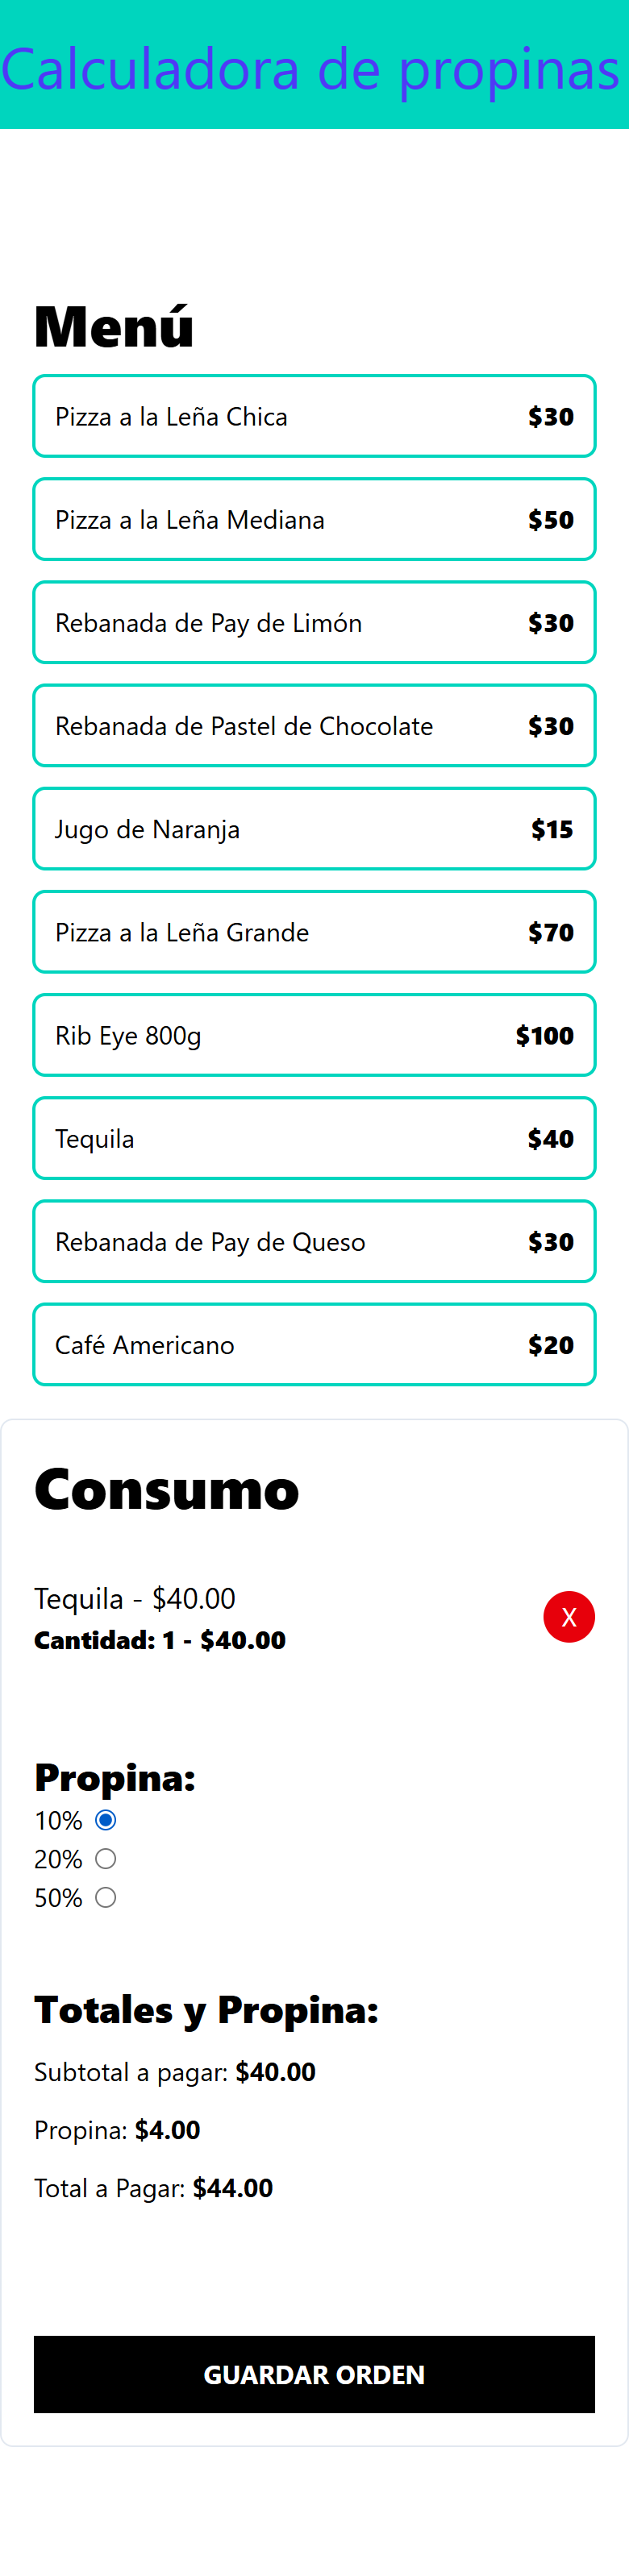 Calculadora de propinas
Menú
Pizza a la Leña Chica $30
Pizza a la Leña Mediana $50
Rebanada de Pay de Limón $30
Rebanada de Pastel de Chocolate $30
Jugo de Naranja $15
Pizza a la Leña Grande $70
Rib Eye 800g $100
Tequila $40
Rebanada de Pay de Queso $30
Café Americano $20
Consumo
Tequila - $40.00
Cantidad: 1 - $40.00
X
Propina:
10%
20%
50%
Totales y Propina:
Subtotal a pagar: $40.00
Propina: $4.00
Total a Pagar: $44.00
GUARDAR ORDEN